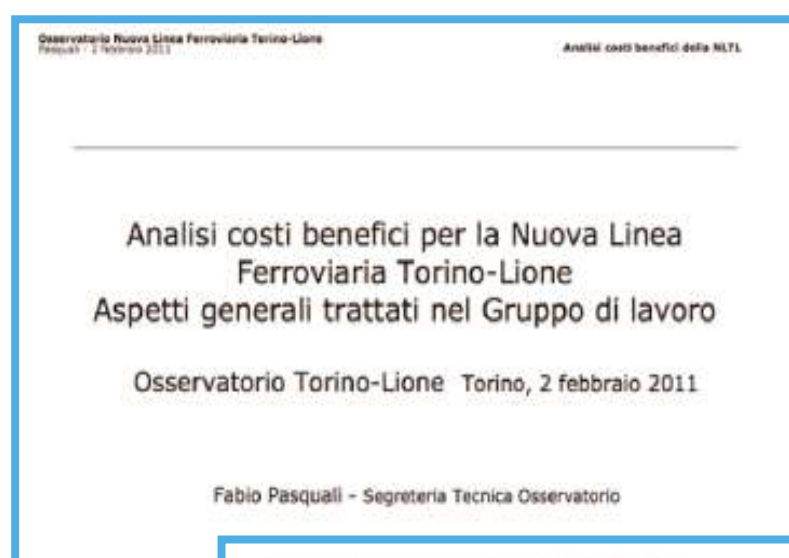 Osservatorio Nuova Linea Ferroviaria Torino-Lione
Pasquali - 2 febbraio 2011
Analisi costi benefici della NLTL
Analisi costi benefici per la Nuova Linea
Ferroviaria Torino-Lione
Aspetti generali trattati nel Gruppo di lavoro
Osservatorio Torino-Lione Torino, 2 febbraio 2011
Fabio Pasquali - Segreteria Tecnica Osservatorio